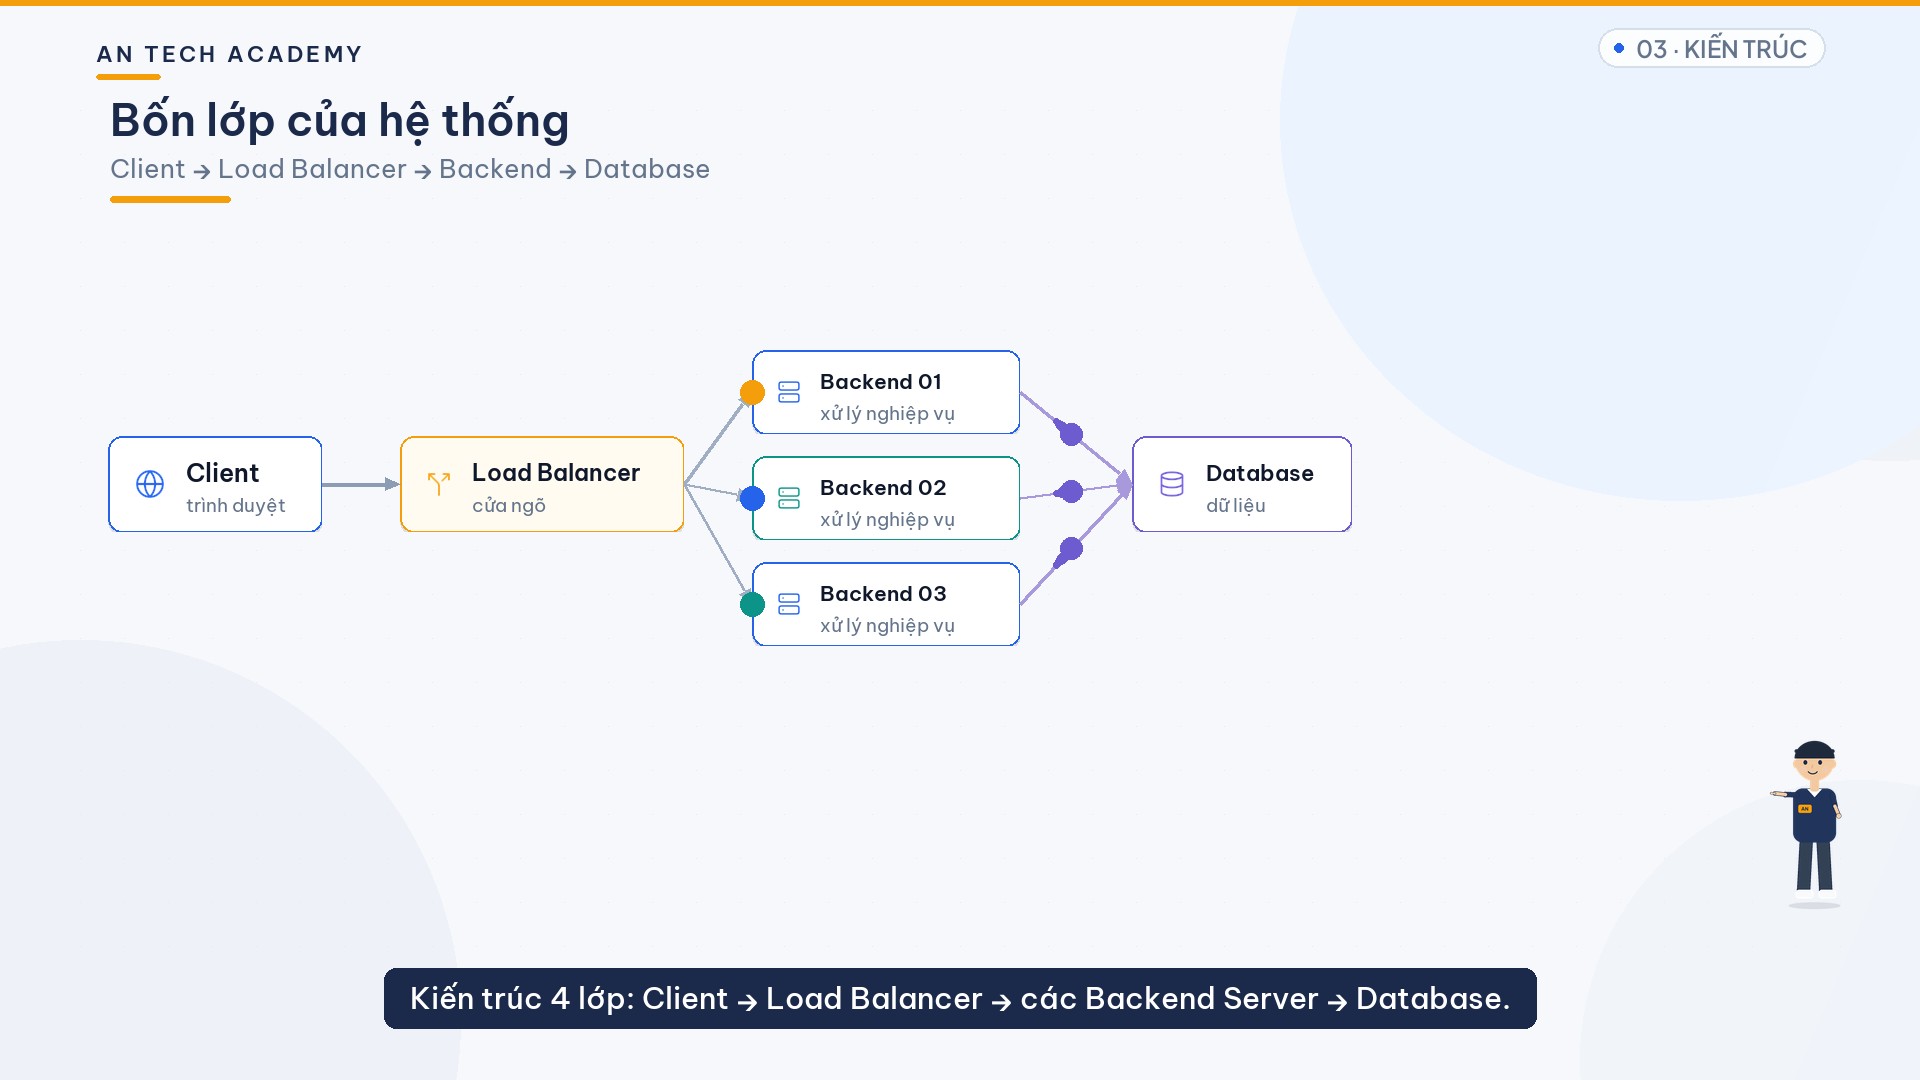 AN TECH ACADEMY
03 · KIẾN TRÚC
Bốn lớp của hệ thống
Client → Load Balancer → Backend → Database
Client
trình duyệt
Load Balancer
cửa ngõ
Backend 01
xử lý nghiệp vụ
Backend 02
xử lý nghiệp vụ
Backend 03
xử lý nghiệp vụ
Database
dữ liệu
AN
Kiến trúc 4 lớp: Client → Load Balancer → các Backend Server → Database.